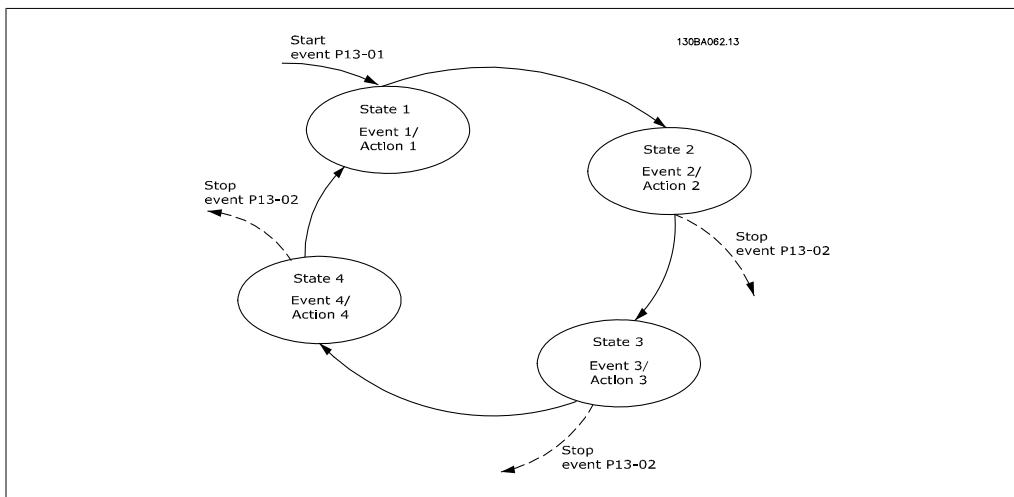 Start
event P13-01
130BA062.13
State 1
Event 1/
Action 1
State 2
Event 2/
Action 2
Stop
event P13-02
Stop
event P13-02
State 4
Event 4/
Action 4
State 3
Event 3/
Action 3
Stop
event P13-02